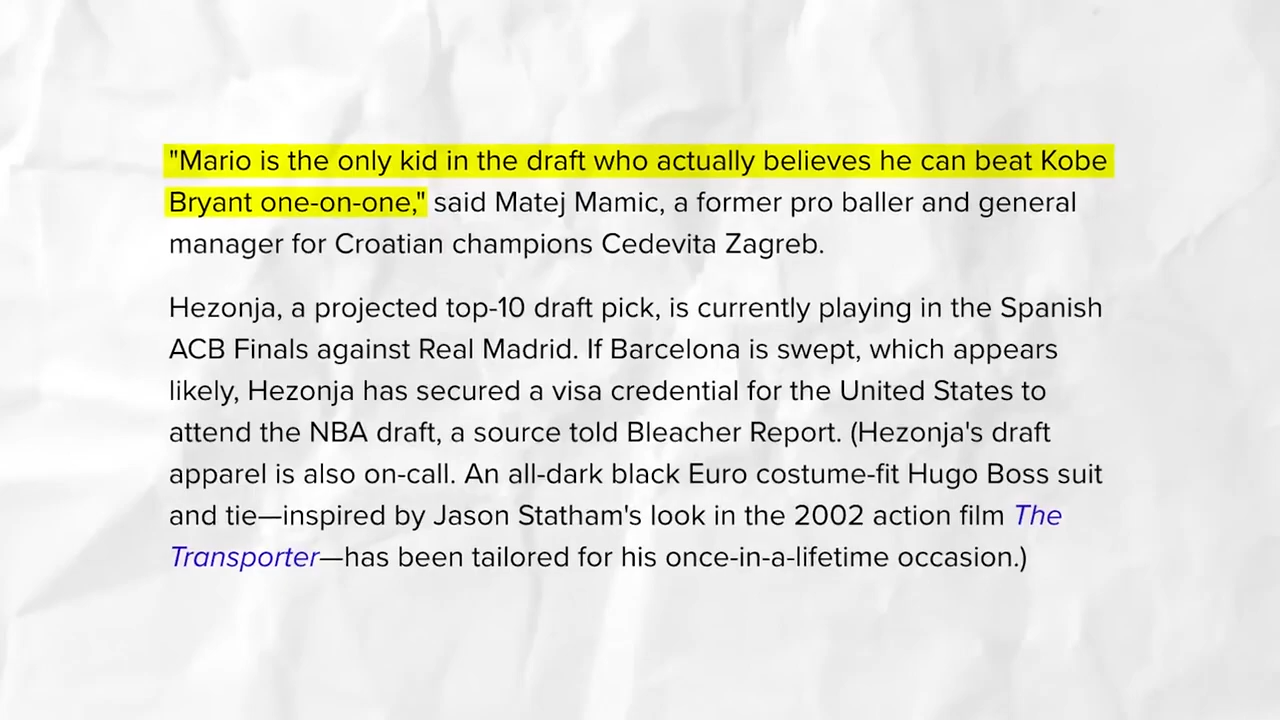 "Mario is the only kid in the draft who actually believes he can beat Kobe
Bryant one-on-one," said Matej Mamic, a former pro baller and general
manager for Croatian champions Cedevita Zagreb.
Hezonja, a projected top-10 draft pick, is currently playing in the Spanish
ACB Finals against Real Madrid. If Barcelona is swept, which appears
likely, Hezonja has secured a visa credential for the United States to
attend the NBA draft, a source told Bleacher Report. (Hezonja's draft
apparel is also on-call. An all-dark black Euro costume-fit Hugo Boss suit
and tie—inspired by Jason Statham's look in the 2002 action film The
Transporter—has been tailored for his once-in-a-lifetime occasion.)